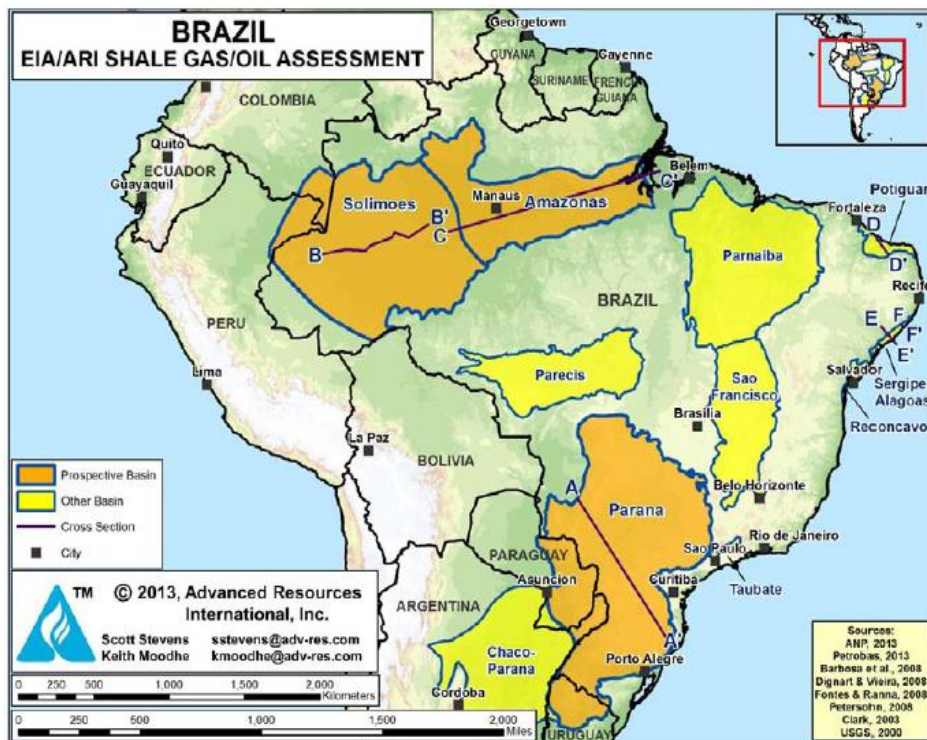 BRAZIL
EIA/ARI SHALE GAS/OIL ASSESSMENT
Georgetown
GUYANA
Cayenne
SURINAME
FRENCH
GUIANA
COLOMBIA
Quito
ECUADOR
Guayaquil
Belem
C'
Manaus
Amazonas
Solimoes
B'
C
B
Potiguar
Fortaleza
D
D'
Parnaiba
Recife
BRAZIL
PERU
E
F
F'
E'
Lima
Parecis
Sao
Francisco
Salvador
Sergipe
Alagoas
Brasilia
Reconcavo
La Paz
BOLIVIA
Prospective Basin
Other Basin
Cross Section
City
A
Parana
Belo Horizonte
Rio de Janeiro
Sao Paulo
PARAGUAY
Taubate
Asuncion
Curitiba
TM
© 2013, Advanced Resources
International, Inc.
Scott Stevens sstevens@adv-res.com
Keith Moodhe kmoodhe@adv-res.com
ARGENTINA
A'
Chaco-
Parana
Porto Alegre
Cordoba
URUGUAY
0 250 500 1,000 1,500 2,000
Kilometers
0 250 500 1,000 1,500 2,000
Miles
Sources:
ANP, 2013
Petrobas, 2013
Barbosa et al., 2008
Dignart & Vieira, 2008
Fontes & Ranna, 2008
Petersohn, 2008
Clark, 2003
USGS, 2000